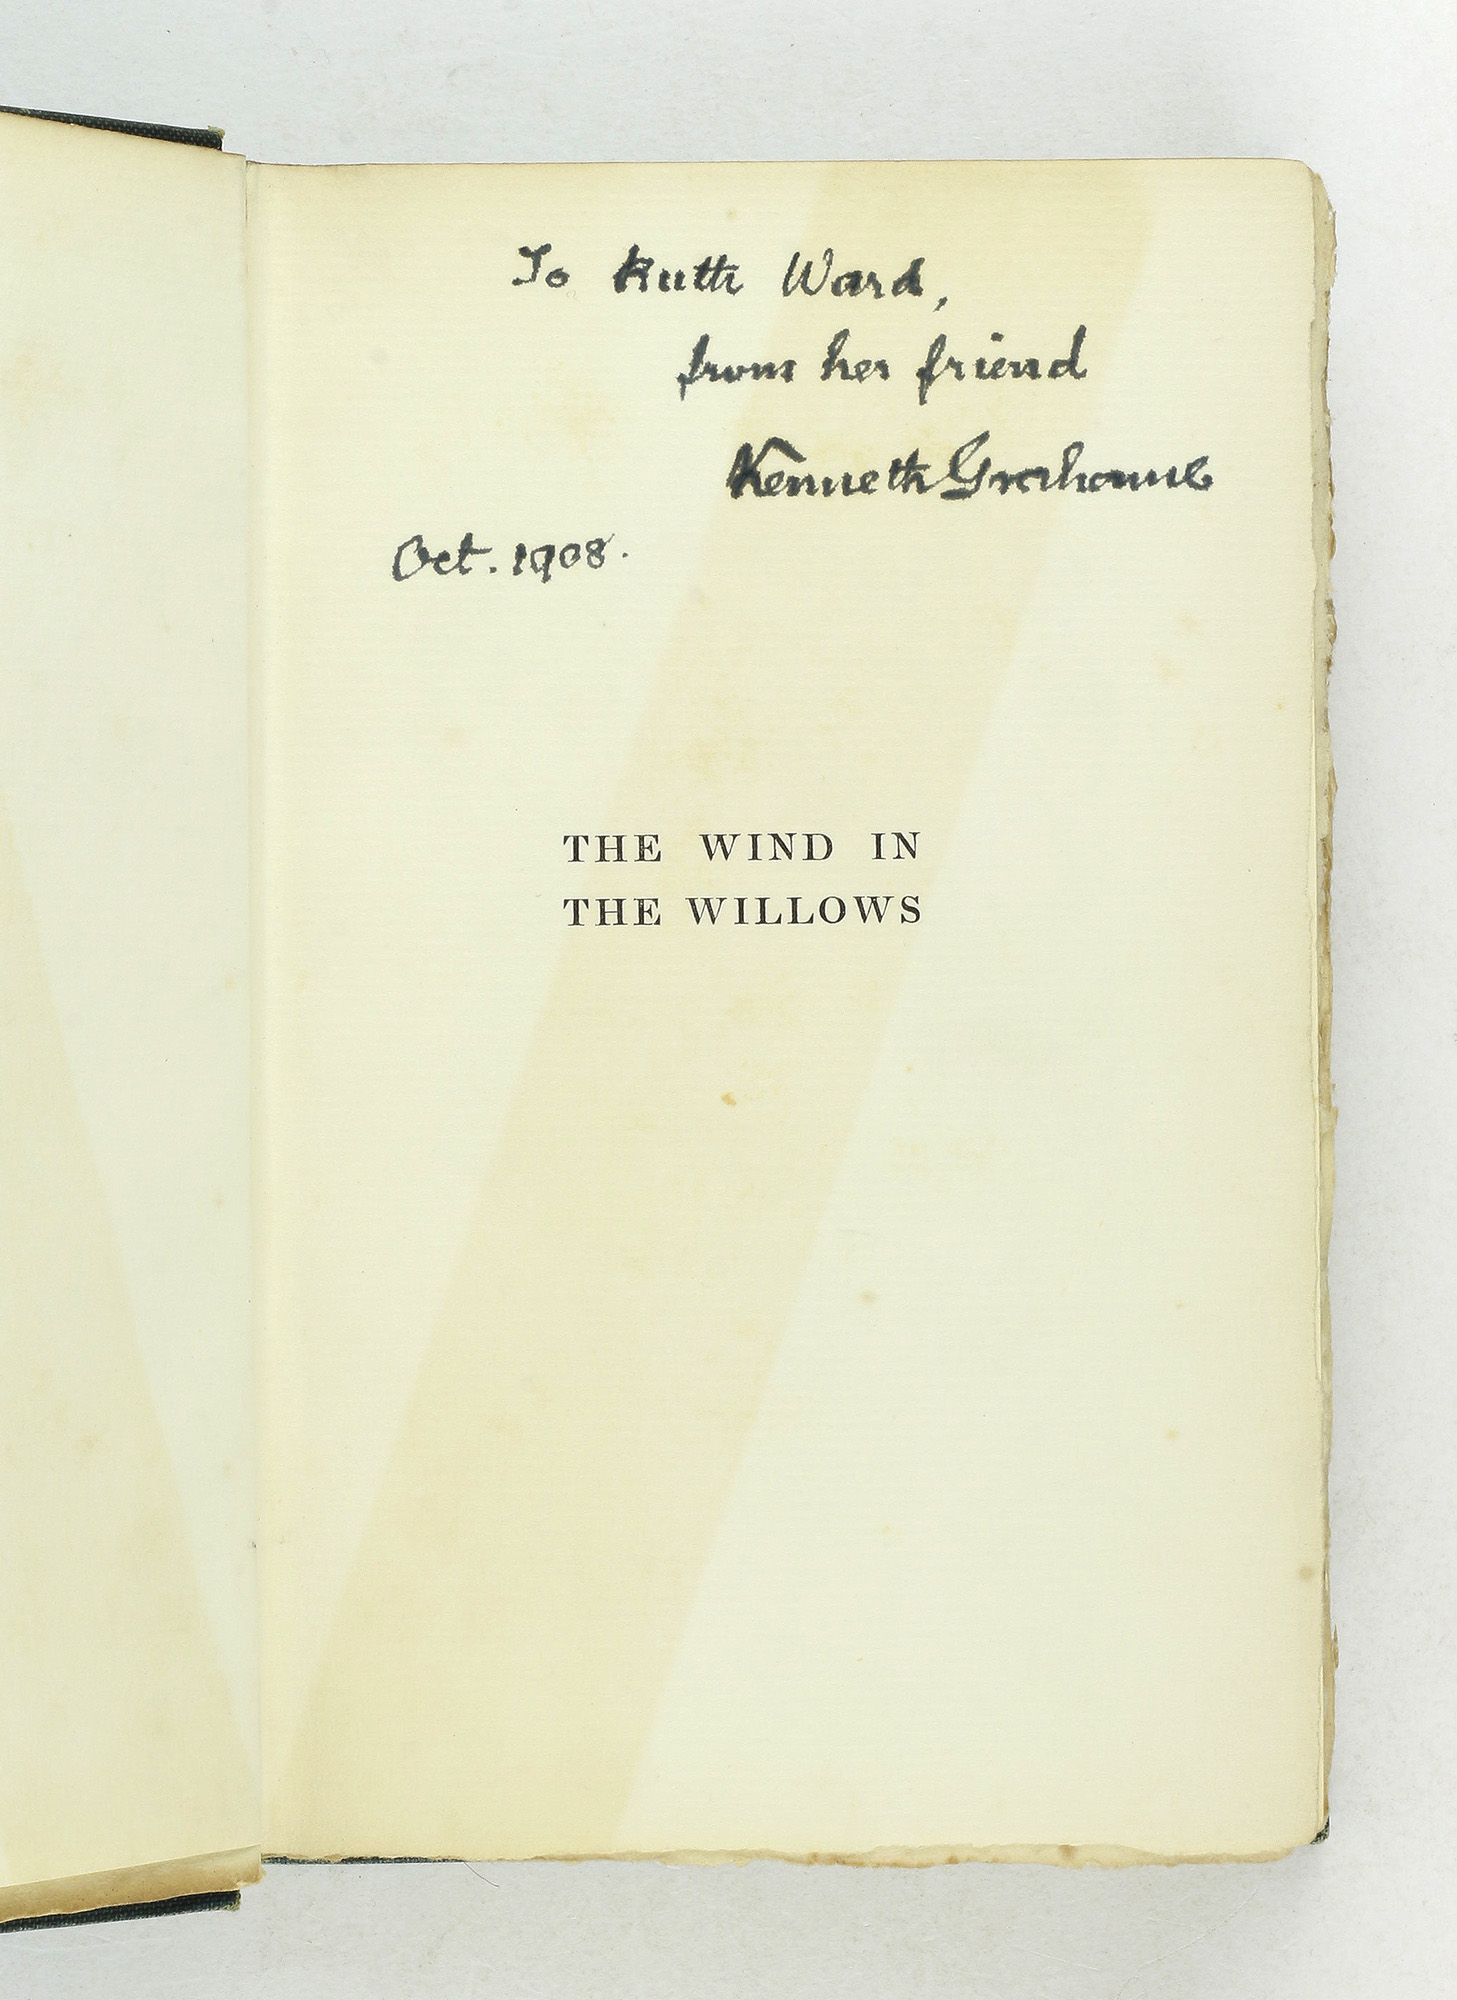 To Ruth Ward,
from her friend
Kenneth Grahame
Oct. 1908.
THE WIND IN
THE WILLOWS